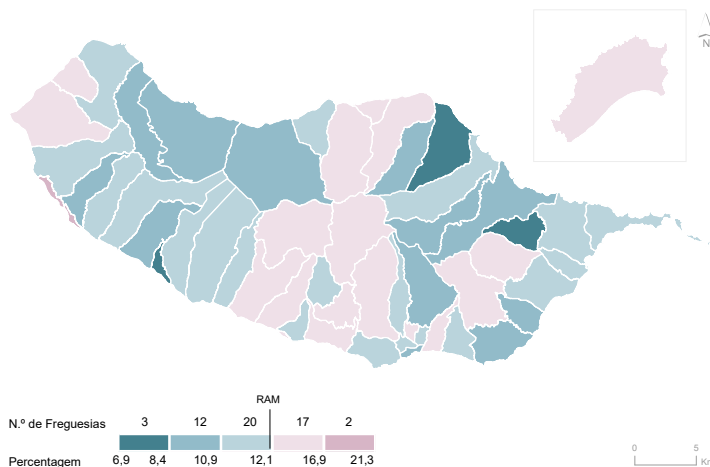 N
RAM
N.º de Freguesias 3 12 20 17 2
Percentagem 6,9 8,4 10,9 12,1 16,9 21,3
0 5